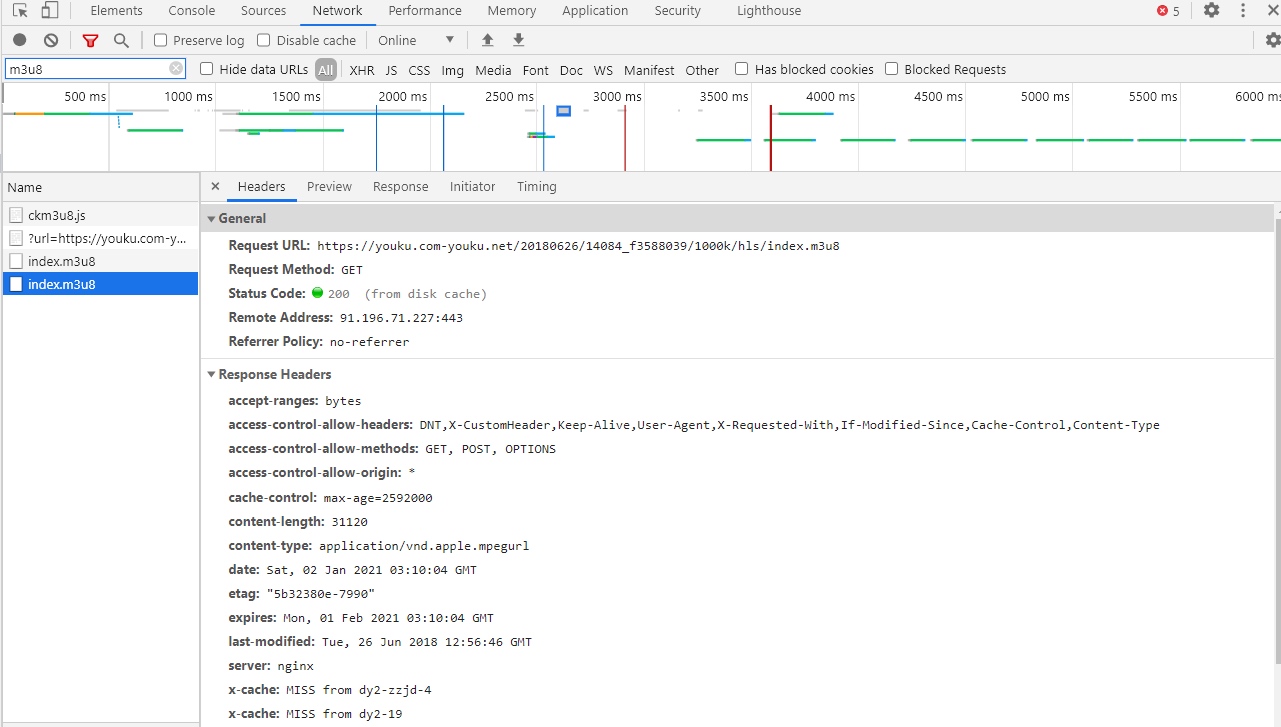 Elements Console Sources Network Performance Memory Application Security Lighthouse 5
Preserve log Disable cache Online
m3u8 Hide data URLs All XHR JS CSS Img Media Font Doc WS Manifest Other Has blocked cookies Blocked Requests
500 ms 1000 ms 1500 ms 2000 ms 2500 ms 3000 ms 3500 ms 4000 ms 4500 ms 5000 ms 5500 ms 6000 ms
Name
ckm3u8.js
?url=https://youku.com-y...
index.m3u8
index.m3u8
Headers Preview Response Initiator Timing
General
Request URL: https://youku.com-youku.net/20180626/14084_f3588039/1000k/hls/index.m3u8
Request Method: GET
Status Code: 200 (from disk cache)
Remote Address: 91.196.71.227:443
Referrer Policy: no-referrer
Response Headers
accept-ranges: bytes
access-control-allow-headers: DNT,X-CustomHeader,Keep-Alive,User-Agent,X-Requested-With,If-Modified-Since,Cache-Control,Content-Type
access-control-allow-methods: GET, POST, OPTIONS
access-control-allow-origin: *
cache-control: max-age=2592000
content-length: 31120
content-type: application/vnd.apple.mpegurl
date: Sat, 02 Jan 2021 03:10:04 GMT
etag: "5b32380e-7990"
expires: Mon, 01 Feb 2021 03:10:04 GMT
last-modified: Tue, 26 Jun 2018 12:56:46 GMT
server: nginx
x-cache: MISS from dy2-zzjd-4
x-cache: MISS from dy2-19